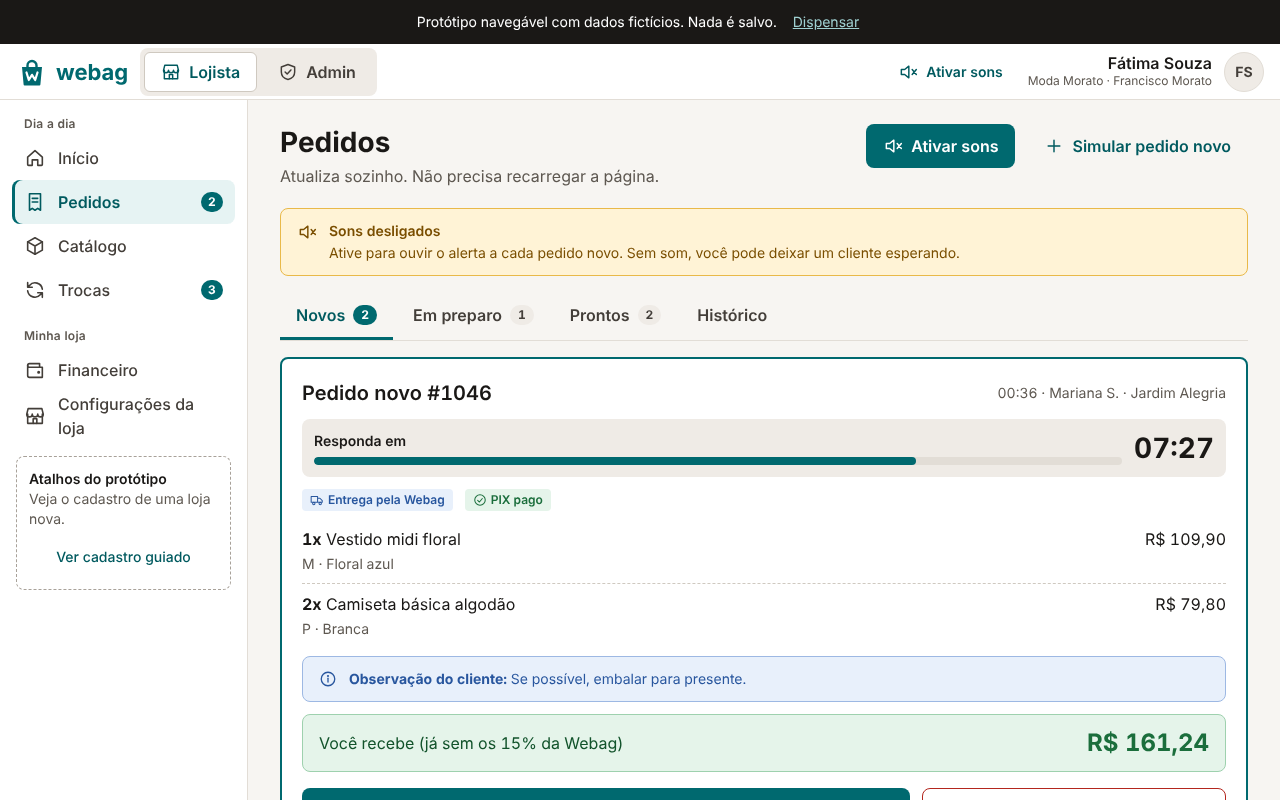 Protótipo navegável com dados fictícios. Nada é salvo. Dispensar
webag
Lojista
Admin
Ativar sons
Fátima Souza
Moda Morato · Francisco Morato
FS
Dia a dia
Início
Pedidos 2
Catálogo
Trocas 3
Minha loja
Financeiro
Configurações da
loja
Atalhos do protótipo
Veja o cadastro de uma loja
nova.
Ver cadastro guiado
Pedidos
Atualiza sozinho. Não precisa recarregar a página.
Ativar sons
Simular pedido novo
Sons desligados
Ative para ouvir o alerta a cada pedido novo. Sem som, você pode deixar um cliente esperando.
Novos 2
Em preparo 1
Prontos 2
Histórico
Pedido novo #1046
00:36 · Mariana S. · Jardim Alegria
Responda em
07:27
Entrega pela Webag
PIX pago
1x Vestido midi floral
R$ 109,90
M · Floral azul
2x Camiseta básica algodão
R$ 79,80
P · Branca
Observação do cliente: Se possível, embalar para presente.
Você recebe (já sem os 15% da Webag)
R$ 161,24